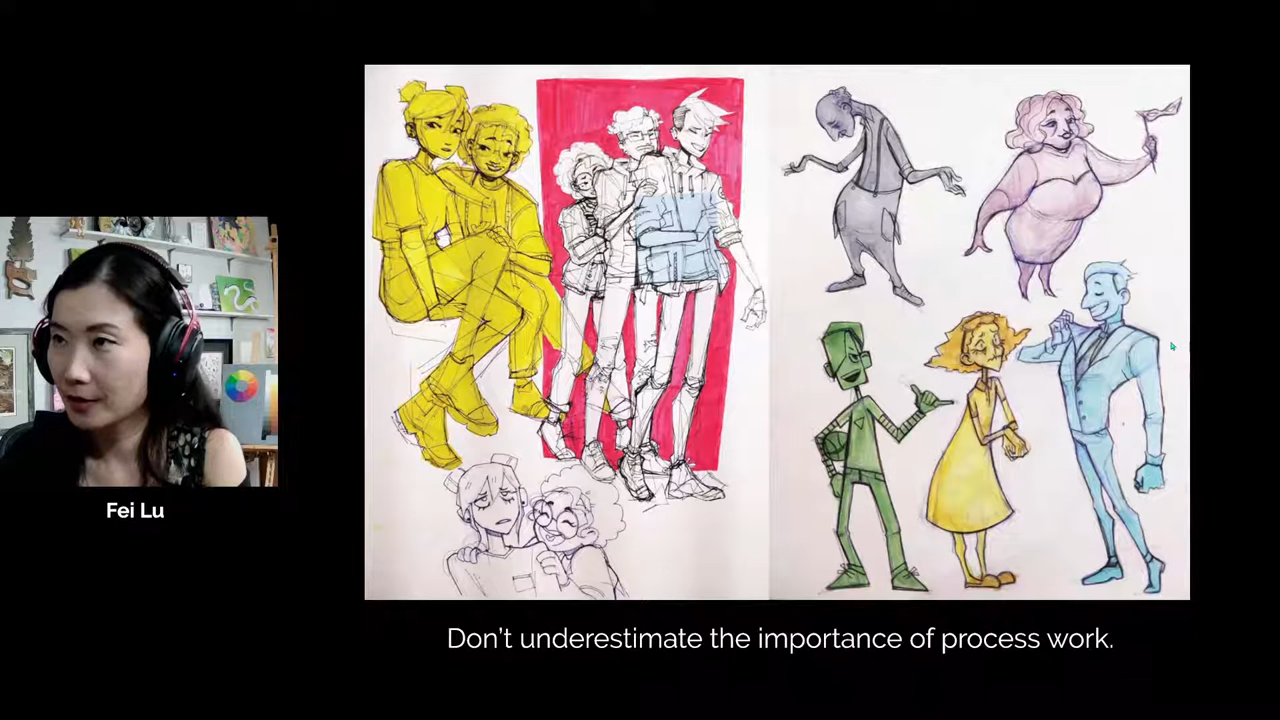 Fei Lu
Don't underestimate the importance of process work.